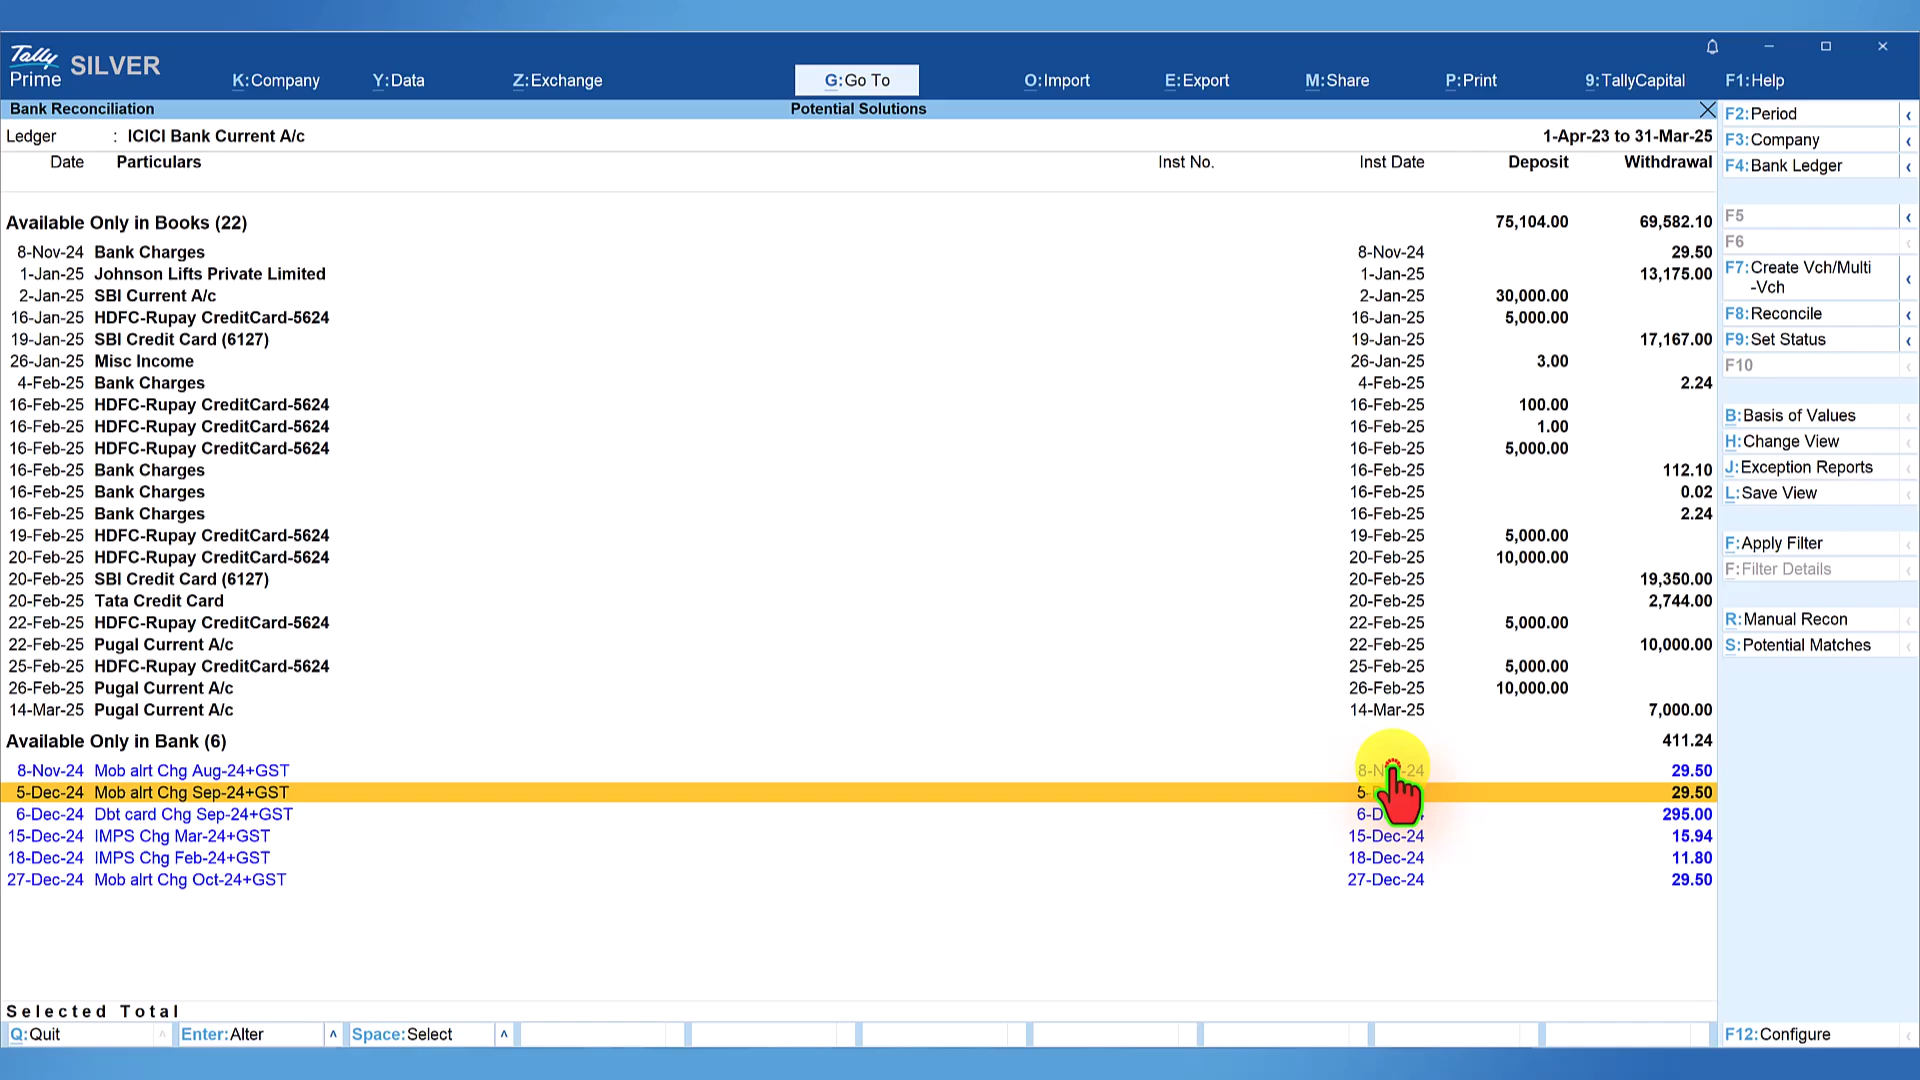 Tally Prime SILVER
K:Company Y:Data Z:Exchange G:Go To O:Import E:Export M:Share P:Print 9:TallyCapital F1:Help
Bank Reconciliation Potential Solutions
Ledger : ICICI Bank Current A/c 1-Apr-23 to 31-Mar-25
Date Particulars Inst No. Inst Date Deposit Withdrawal
Available Only in Books (22) 75,104.00 69,582.10
8-Nov-24 Bank Charges 8-Nov-24 29.50
1-Jan-25 Johnson Lifts Private Limited 1-Jan-25 13,175.00
2-Jan-25 SBI Current A/c 2-Jan-25 30,000.00
16-Jan-25 HDFC-Rupay CreditCard-5624 16-Jan-25 5,000.00
19-Jan-25 SBI Credit Card (6127) 19-Jan-25 17,167.00
26-Jan-25 Misc Income 26-Jan-25 3.00
4-Feb-25 Bank Charges 4-Feb-25 2.24
16-Feb-25 HDFC-Rupay CreditCard-5624 16-Feb-25 100.00
16-Feb-25 HDFC-Rupay CreditCard-5624 16-Feb-25 1.00
16-Feb-25 HDFC-Rupay CreditCard-5624 16-Feb-25 5,000.00
16-Feb-25 Bank Charges 16-Feb-25 112.10
16-Feb-25 Bank Charges 16-Feb-25 0.02
16-Feb-25 Bank Charges 16-Feb-25 2.24
19-Feb-25 HDFC-Rupay CreditCard-5624 19-Feb-25 5,000.00
20-Feb-25 HDFC-Rupay CreditCard-5624 20-Feb-25 10,000.00
20-Feb-25 SBI Credit Card (6127) 20-Feb-25 19,350.00
20-Feb-25 Tata Credit Card 20-Feb-25 2,744.00
22-Feb-25 HDFC-Rupay CreditCard-5624 22-Feb-25 5,000.00
22-Feb-25 Pugal Current A/c 22-Feb-25 10,000.00
25-Feb-25 HDFC-Rupay CreditCard-5624 25-Feb-25 5,000.00
26-Feb-25 Pugal Current A/c 26-Feb-25 10,000.00
14-Mar-25 Pugal Current A/c 14-Mar-25 7,000.00
Available Only in Bank (6) 411.24
8-Nov-24 Mob alrt Chg Aug-24+GST 29.50
5-Dec-24 Mob alrt Chg Sep-24+GST 29.50
6-Dec-24 Dbt card Chg Sep-24+GST 295.00
15-Dec-24 IMPS Chg Mar-24+GST 15-Dec-24 15.94
18-Dec-24 IMPS Chg Feb-24+GST 18-Dec-24 11.80
27-Dec-24 Mob alrt Chg Oct-24+GST 27-Dec-24 29.50
Selected Total
Q:Quit Enter:Alter Space:Select
F2:Period
F3:Company
F4:Bank Ledger
F5
F6
F7:Create Vch/Multi
-Vch
F8:Reconcile
F9:Set Status
F10
B:Basis of Values
H:Change View
J:Exception Reports
L:Save View
F:Apply Filter
F:Filter Details
R:Manual Recon
S:Potential Matches
F12:Configure